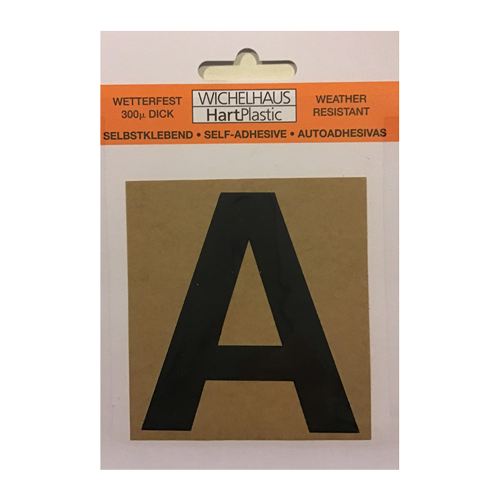 WETTERFEST
300µ DICK
WICHELHAUS
HartPlastic
WEATHER
RESISTANT
SELBSTKLEBEND • SELF-ADHESIVE • AUTOADHESIVAS
A